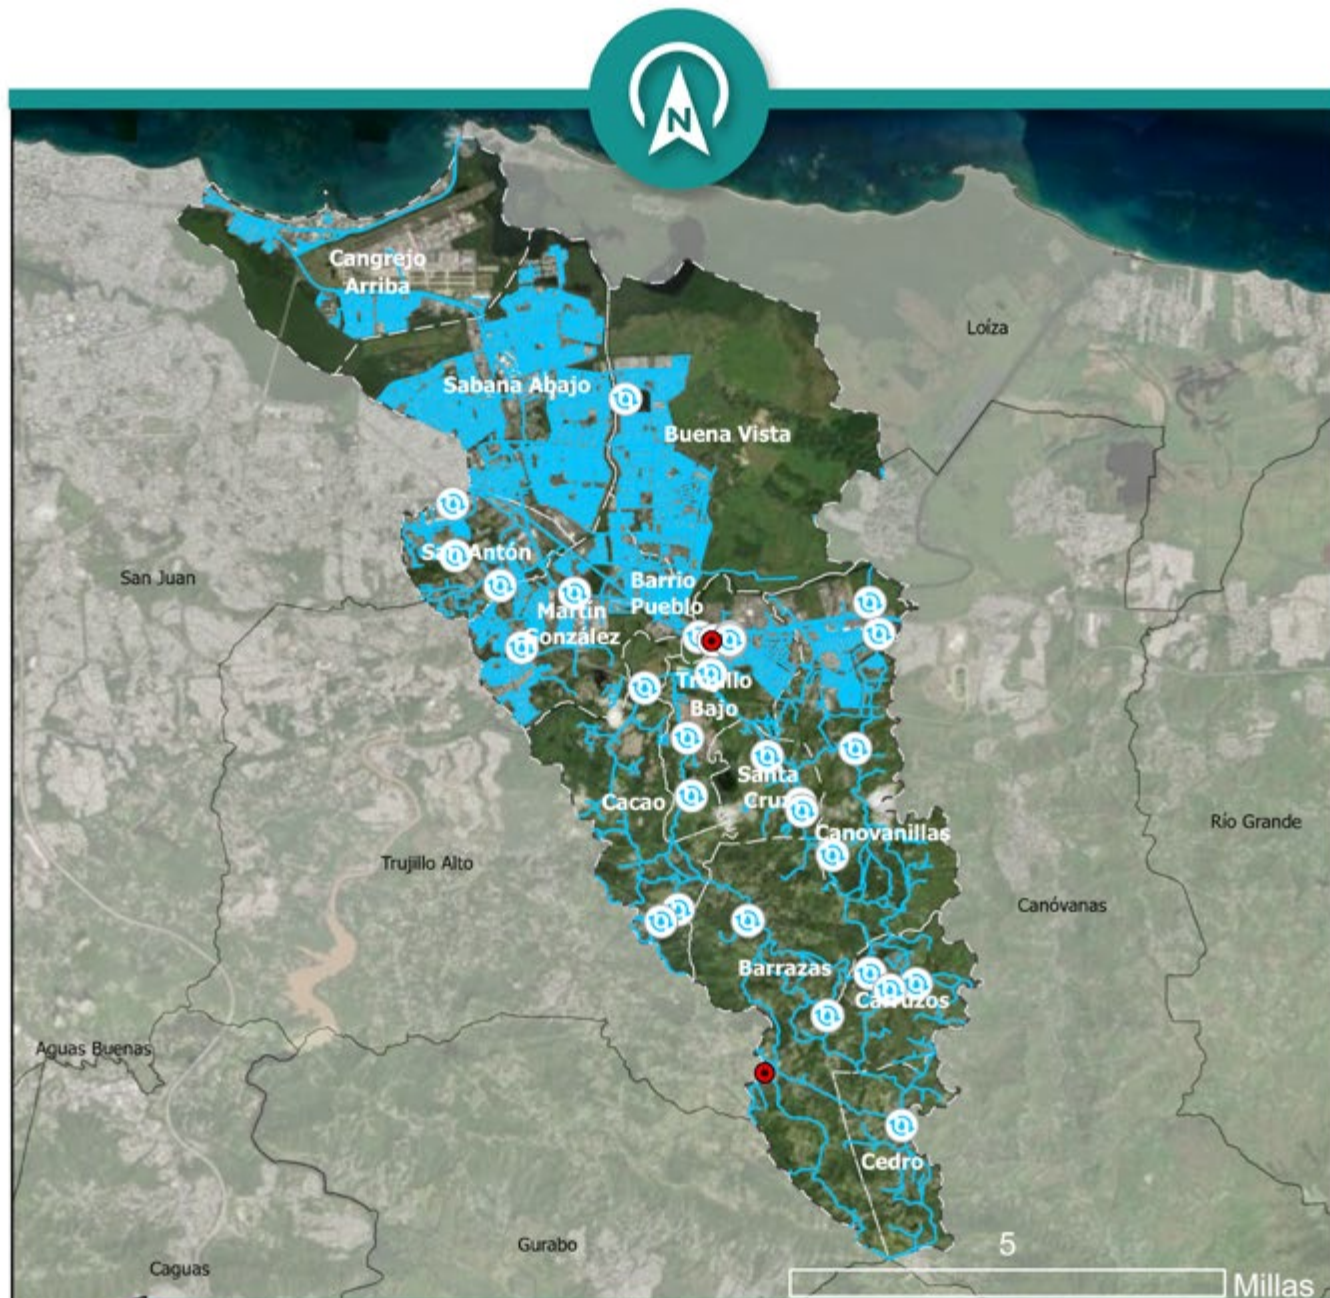 N
Cangrejo
Arriba
Loíza
Sabana Abajo
Buena Vista
San Antón
San Juan
Barrio
Pueblo
Martín
González
Trujillo
Bajo
Santa
Cruz
Cacao
Río Grande
Canovanillas
Trujillo Alto
Canóvanas
Barrazas
Carruzos
Aguas Buenas
Cedro
Gurabo
5
Caguas
Millas